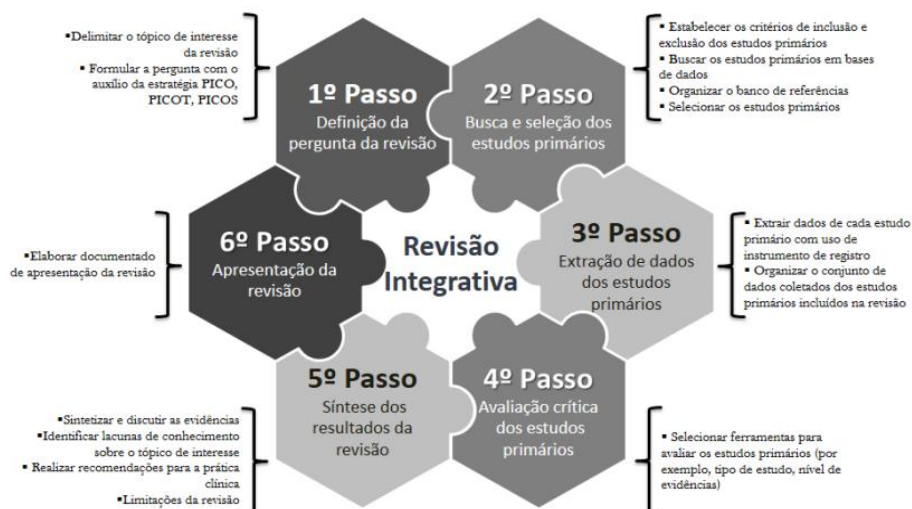 ▪Delimitar o tópico de interesse
da revisão
▪ Formular a pergunta com o
auxílio da estratégia PICO,
PICOT, PICOS
1º Passo
Definição da
pergunta da revisão
2º Passo
Busca e seleção dos
estudos primários
▪ Estabelecer os critérios de inclusão e
exclusão dos estudos primários
▪ Buscar os estudos primários em bases
de dados
▪ Organizar o banco de referências
▪ Selecionar os estudos primários
▪Elaborar documentado
de apresentação da revisão
6º Passo
Apresentação da
revisão
Revisão
Integrativa
3º Passo
Extração de dados
dos estudos
primários
▪ Extrair dados de cada estudo
primário com uso de
instrumento de registro
▪ Organizar o conjunto de
dados coletados dos estudos
primários incluídos na revisão
▪Sintetizar e discutir as evidências
▪Identificar lacunas de conhecimento
sobre o tópico de interesse
▪ Realizar recomendações para a prática
clínica
▪Limitações da revisão
5º Passo
Síntese dos
resultados da
revisão
4º Passo
Avaliação crítica
dos estudos
primários
▪ Selecionar ferramentas para
avaliar os estudos primários (por
exemplo, tipo de estudo, nível de
evidências)